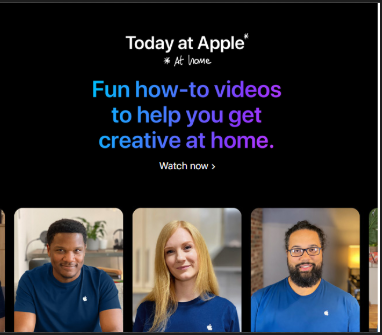 Today at Apple*
* At home
Fun how-to videos
to help you get
creative at home.
Watch now >